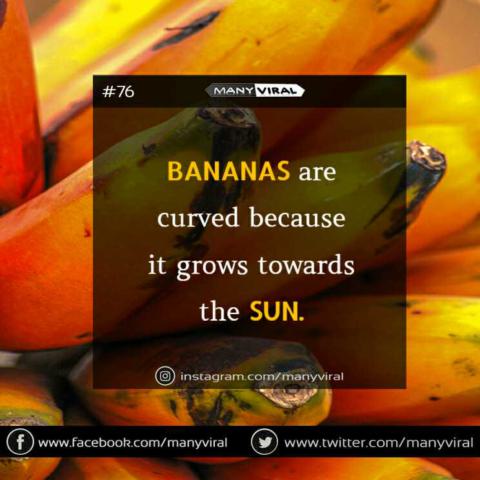 #76 MANY VIRAL
BANANAS are
curved because
it grows towards
the SUN.
instagram.com/manyviral
www.facebook.com/manyviral www.twitter.com/manyviral